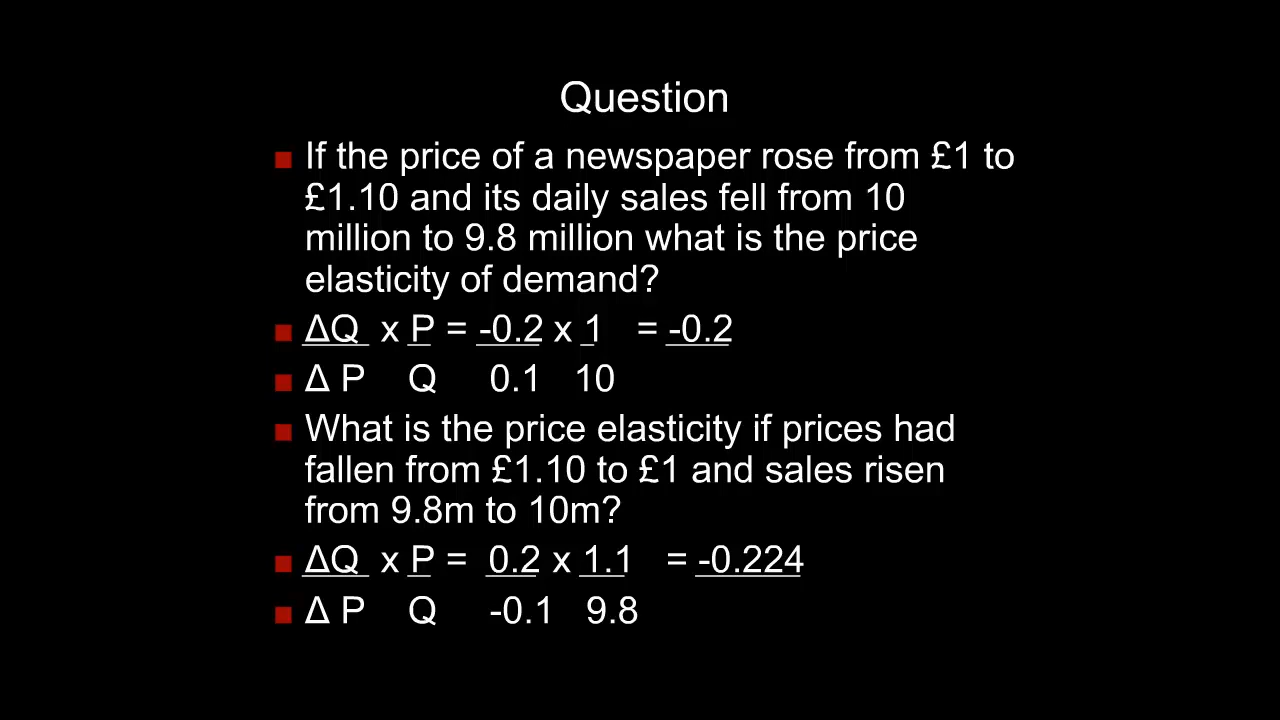 Question
■ If the price of a newspaper rose from £1 to
£1.10 and its daily sales fell from 10
million to 9.8 million what is the price
elasticity of demand?
■ ΔQ x P = -0.2 x 1 = -0.2
■ Δ P Q 0.1 10
■ What is the price elasticity if prices had
fallen from £1.10 to £1 and sales risen
from 9.8m to 10m?
■ ΔQ x P = 0.2 x 1.1 = -0.224
■ Δ P Q -0.1 9.8